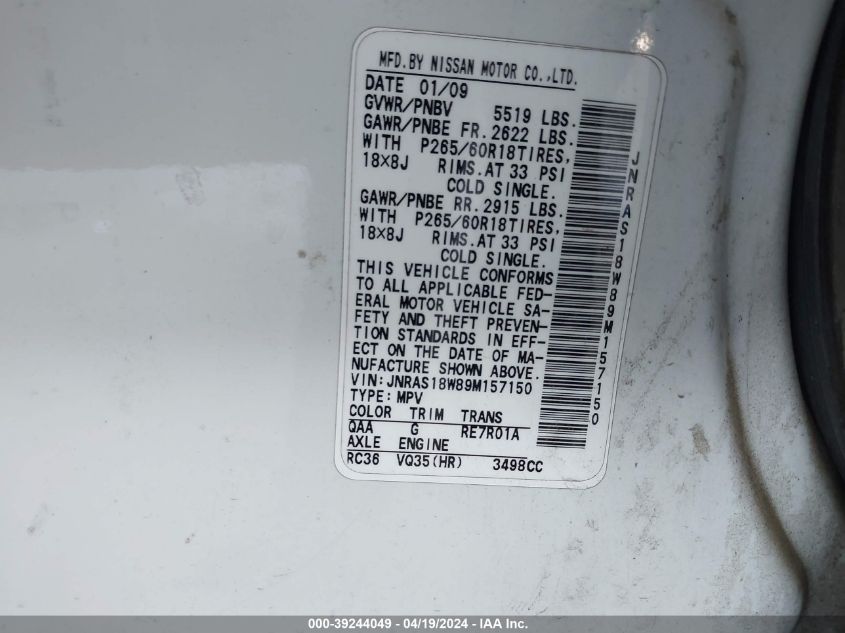 MFD.BY NISSAN MOTOR CO.,LTD.
DATE 01/09
GVWR/PNBV 5519 LBS.
GAWR/PNBE FR.2622 LBS.
WITH P265/60R18TIRES,
18×8J RIMS.AT 33 PSI
COLD SINGLE.
GAWR/PNBE RR.2915 LBS.
WITH P265/60R18TIRES,
18×8J RIMS.AT 33 PSI
COLD SINGLE.
THIS VEHICLE CONFORMS
TO ALL APPLICABLE FED-
ERAL MOTOR VEHICLE SA-
FETY AND THEFT PREVEN-
TION STANDARDS IN EFF-
ECT ON THE DATE OF MA-
NUFACTURE SHOWN ABOVE.
VIN:JNRAS18W89M157150
TYPE:MPV
COLOR TRIM TRANS
QAA G RE7R01A
AXLE ENGINE
RC36 VQ35(HR) 3498CC
JNRAS18W89M157150
000-39244049 - 04/19/2024 - IAA Inc.